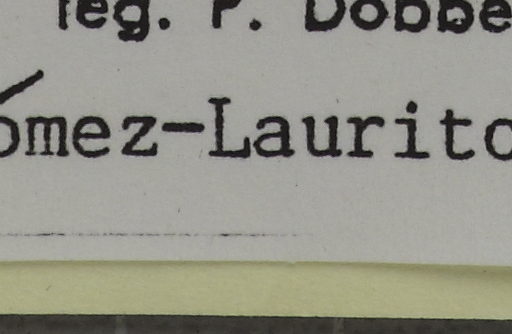 leg. P. Dobbe
ómez-Laurito